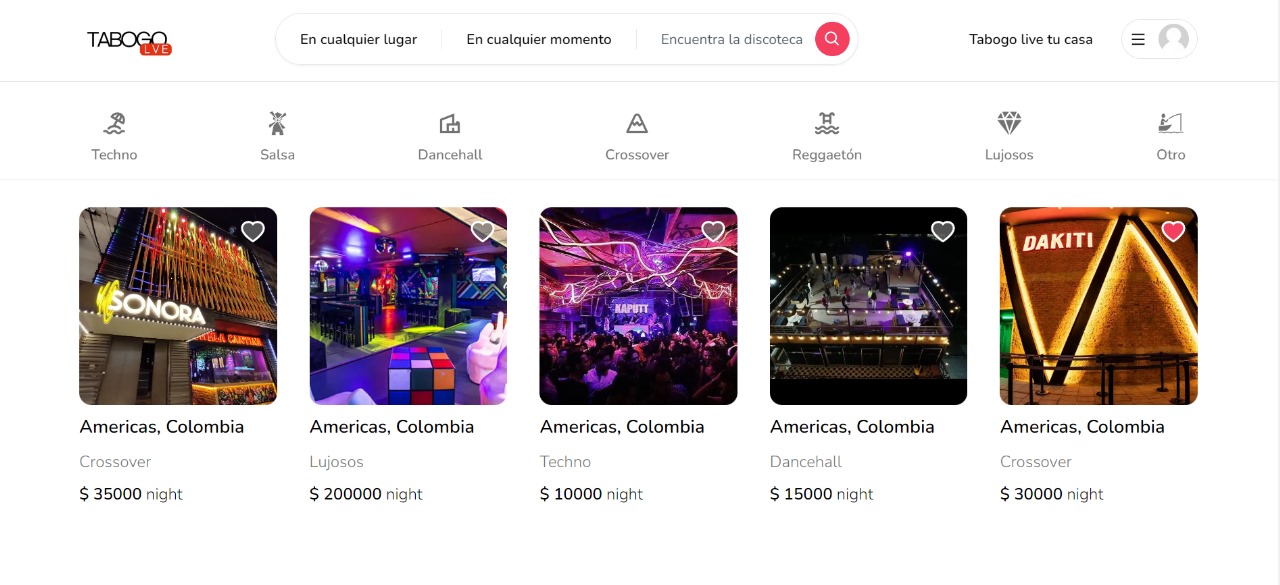 TABOGO
LVE
En cualquier lugar
En cualquier momento
Encuentra la discoteca
Tabogo live tu casa
Techno
Salsa
Dancehall
Crossover
Reggaetón
Lujosos
Otro
SONORA
KAPUTT
DAKITI
Americas, Colombia
Crossover
$ 35000 night
Americas, Colombia
Lujosos
$ 200000 night
Americas, Colombia
Techno
$ 10000 night
Americas, Colombia
Dancehall
$ 15000 night
Americas, Colombia
Crossover
$ 30000 night